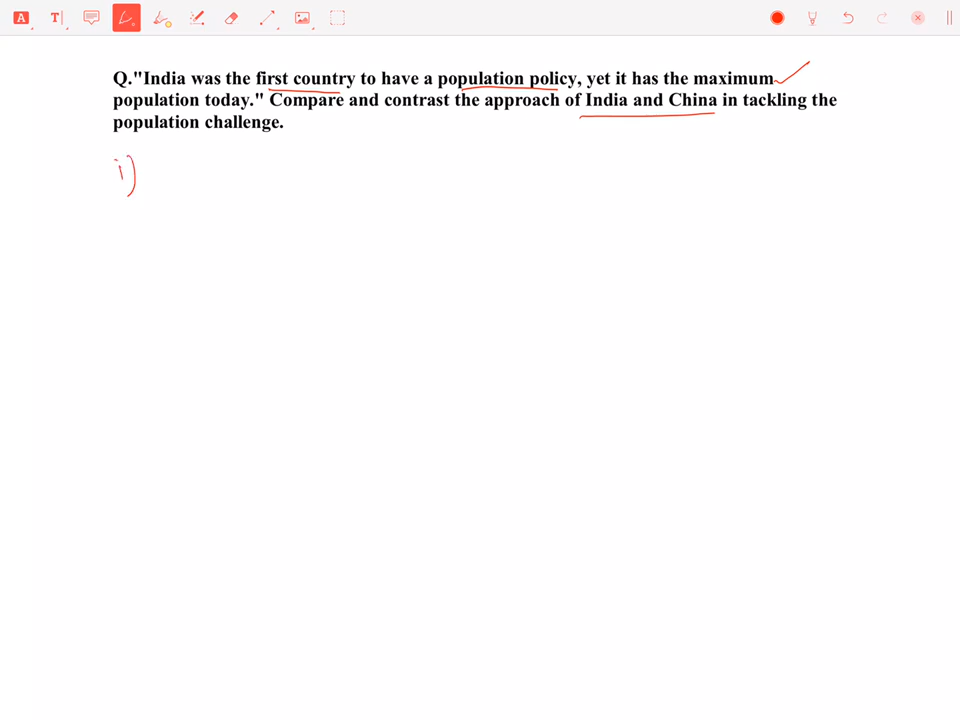 A T
Q."India was the first country to have a population policy, yet it has the maximum
population today." Compare and contrast the approach of India and China in tackling the
population challenge.
i)